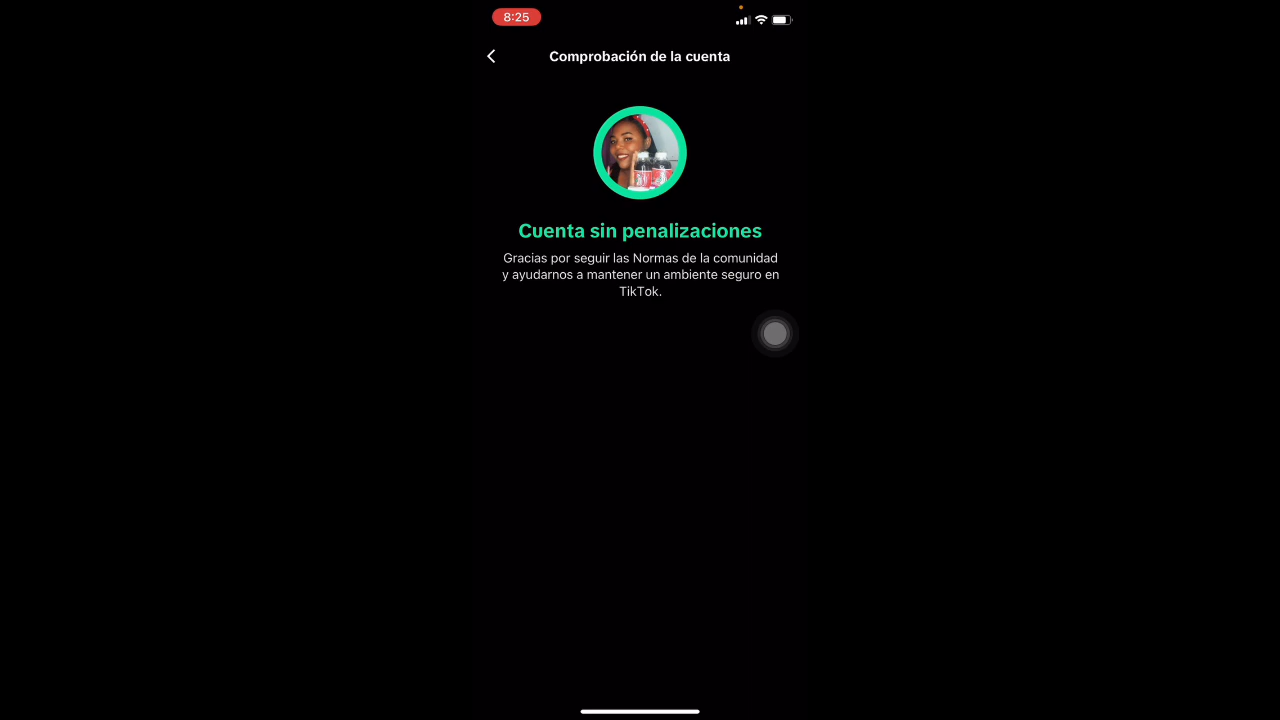 8:25
Comprobación de la cuenta
Cuenta sin penalizaciones
Gracias por seguir las Normas de la comunidad
y ayudarnos a mantener un ambiente seguro en
TikTok.